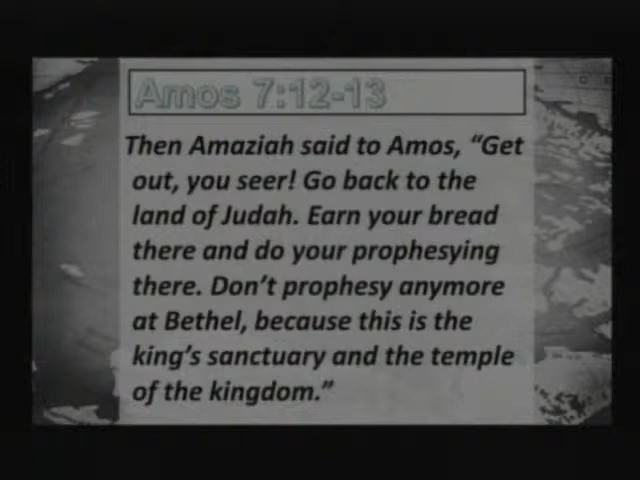 Amos 7:12-13
Then Amaziah said to Amos, “Get
out, you seer! Go back to the
land of Judah. Earn your bread
there and do your prophesying
there. Don’t prophesy anymore
at Bethel, because this is the
king’s sanctuary and the temple
of the kingdom.”